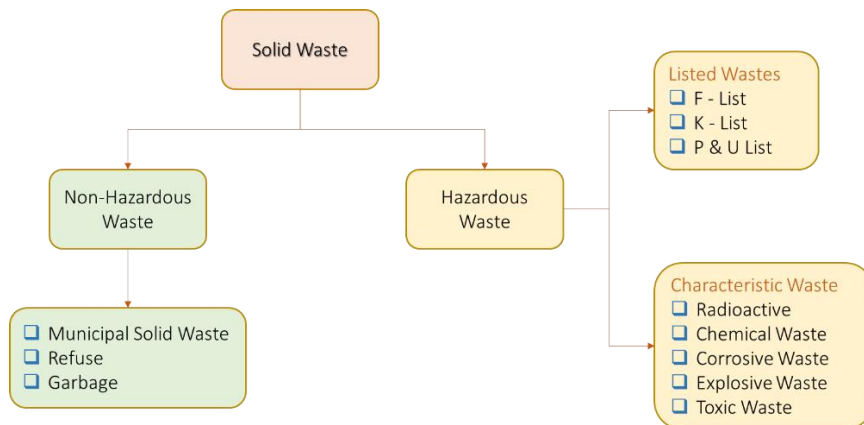 Solid Waste
Non-Hazardous
Waste
Municipal Solid Waste
Refuse
Garbage
Hazardous
Waste
Listed Wastes
F - List
K - List
P & U List
Characteristic Waste
Radioactive
Chemical Waste
Corrosive Waste
Explosive Waste
Toxic Waste